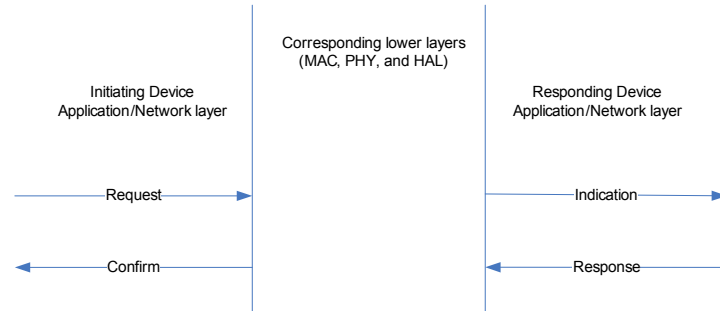 Corresponding lower layers
(MAC, PHY, and HAL)
Initiating Device
Application/Network layer
Responding Device
Application/Network layer
Request
Indication
Confirm
Response